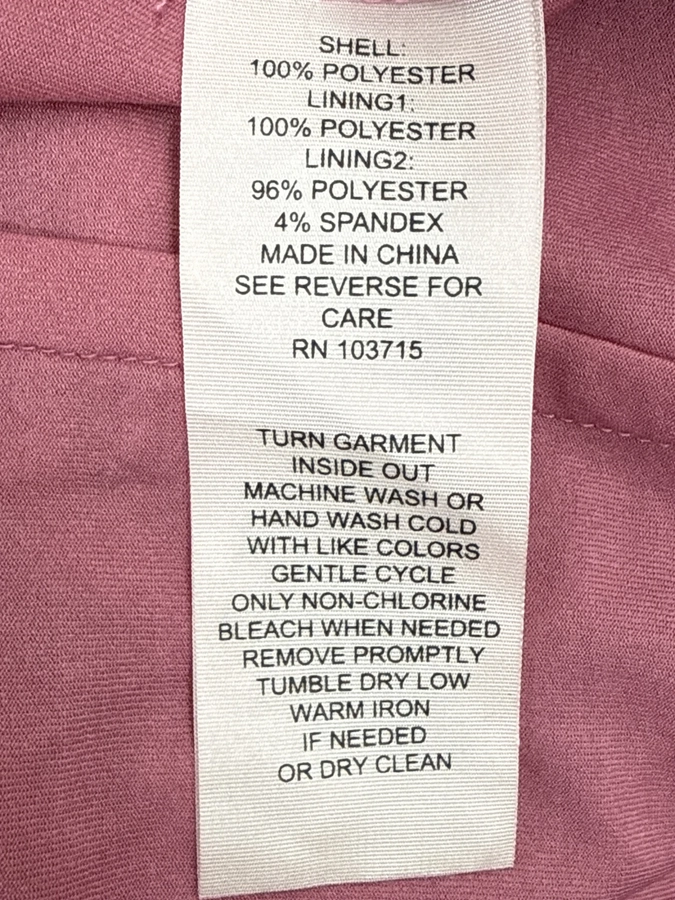 SHELL:
100% POLYESTER
LINING1:
100% POLYESTER
LINING2:
96% POLYESTER
4% SPANDEX
MADE IN CHINA
SEE REVERSE FOR
CARE
RN 103715
TURN GARMENT
INSIDE OUT
MACHINE WASH OR
HAND WASH COLD
WITH LIKE COLORS
GENTLE CYCLE
ONLY NON-CHLORINE
BLEACH WHEN NEEDED
REMOVE PROMPTLY
TUMBLE DRY LOW
WARM IRON
IF NEEDED
OR DRY CLEAN